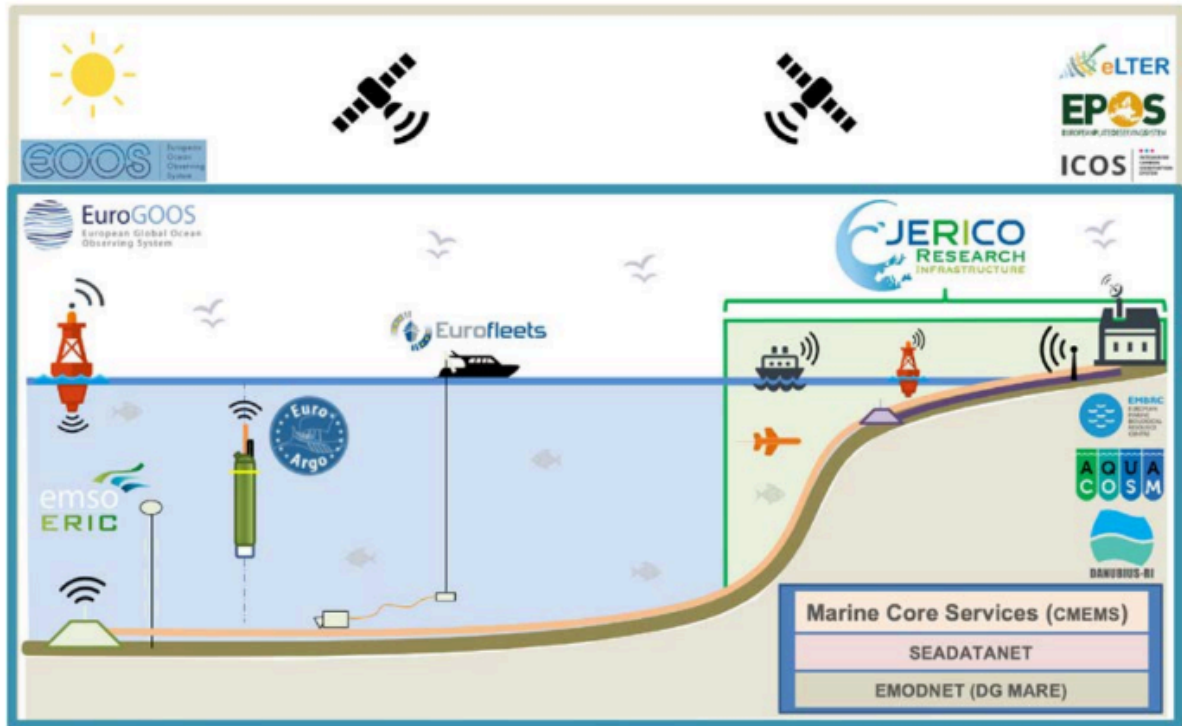 eLTER
EPOS
EOOS
European
Ocean
Observing
System
ICOS
EuroGOOS
European Global Ocean
Observing System
JERICO
RESEARCH
INFRASTRUCTURE
Eurofleets
Euro
Argo
EMBRC
emso
ERIC
AQUA
COSM
DANUBIUS-RI
Marine Core Services (CMEMS)
SEADATANET
EMODNET (DG MARE)